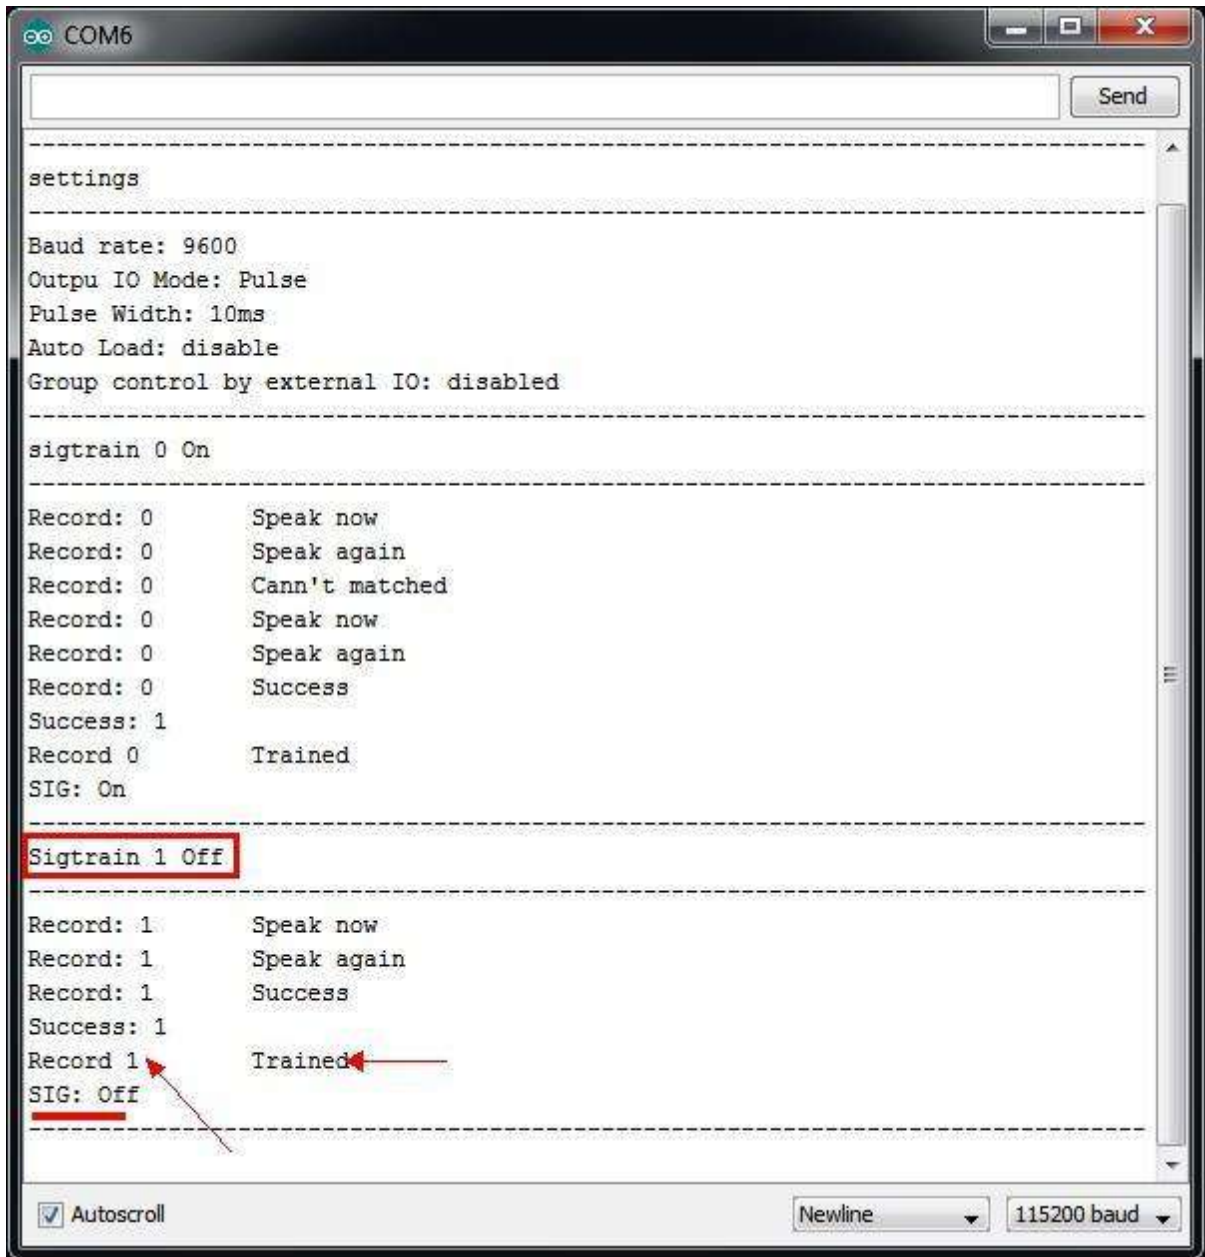 COM6
Send
settings
Baud rate: 9600
Outpu IO Mode: Pulse
Pulse Width: 10ms
Auto Load: disable
Group control by external IO: disabled
sigtrain 0 On
Record: 0 Speak now
Record: 0 Speak again
Record: 0 Cann't matched
Record: 0 Speak now
Record: 0 Speak again
Record: 0 Success
Success: 1
Record 0 Trained
SIG: On
Sigtrain 1 Off
Record: 1 Speak now
Record: 1 Speak again
Record: 1 Success
Success: 1
Record 1 Trained
SIG: Off
Autoscroll Newline 115200 baud